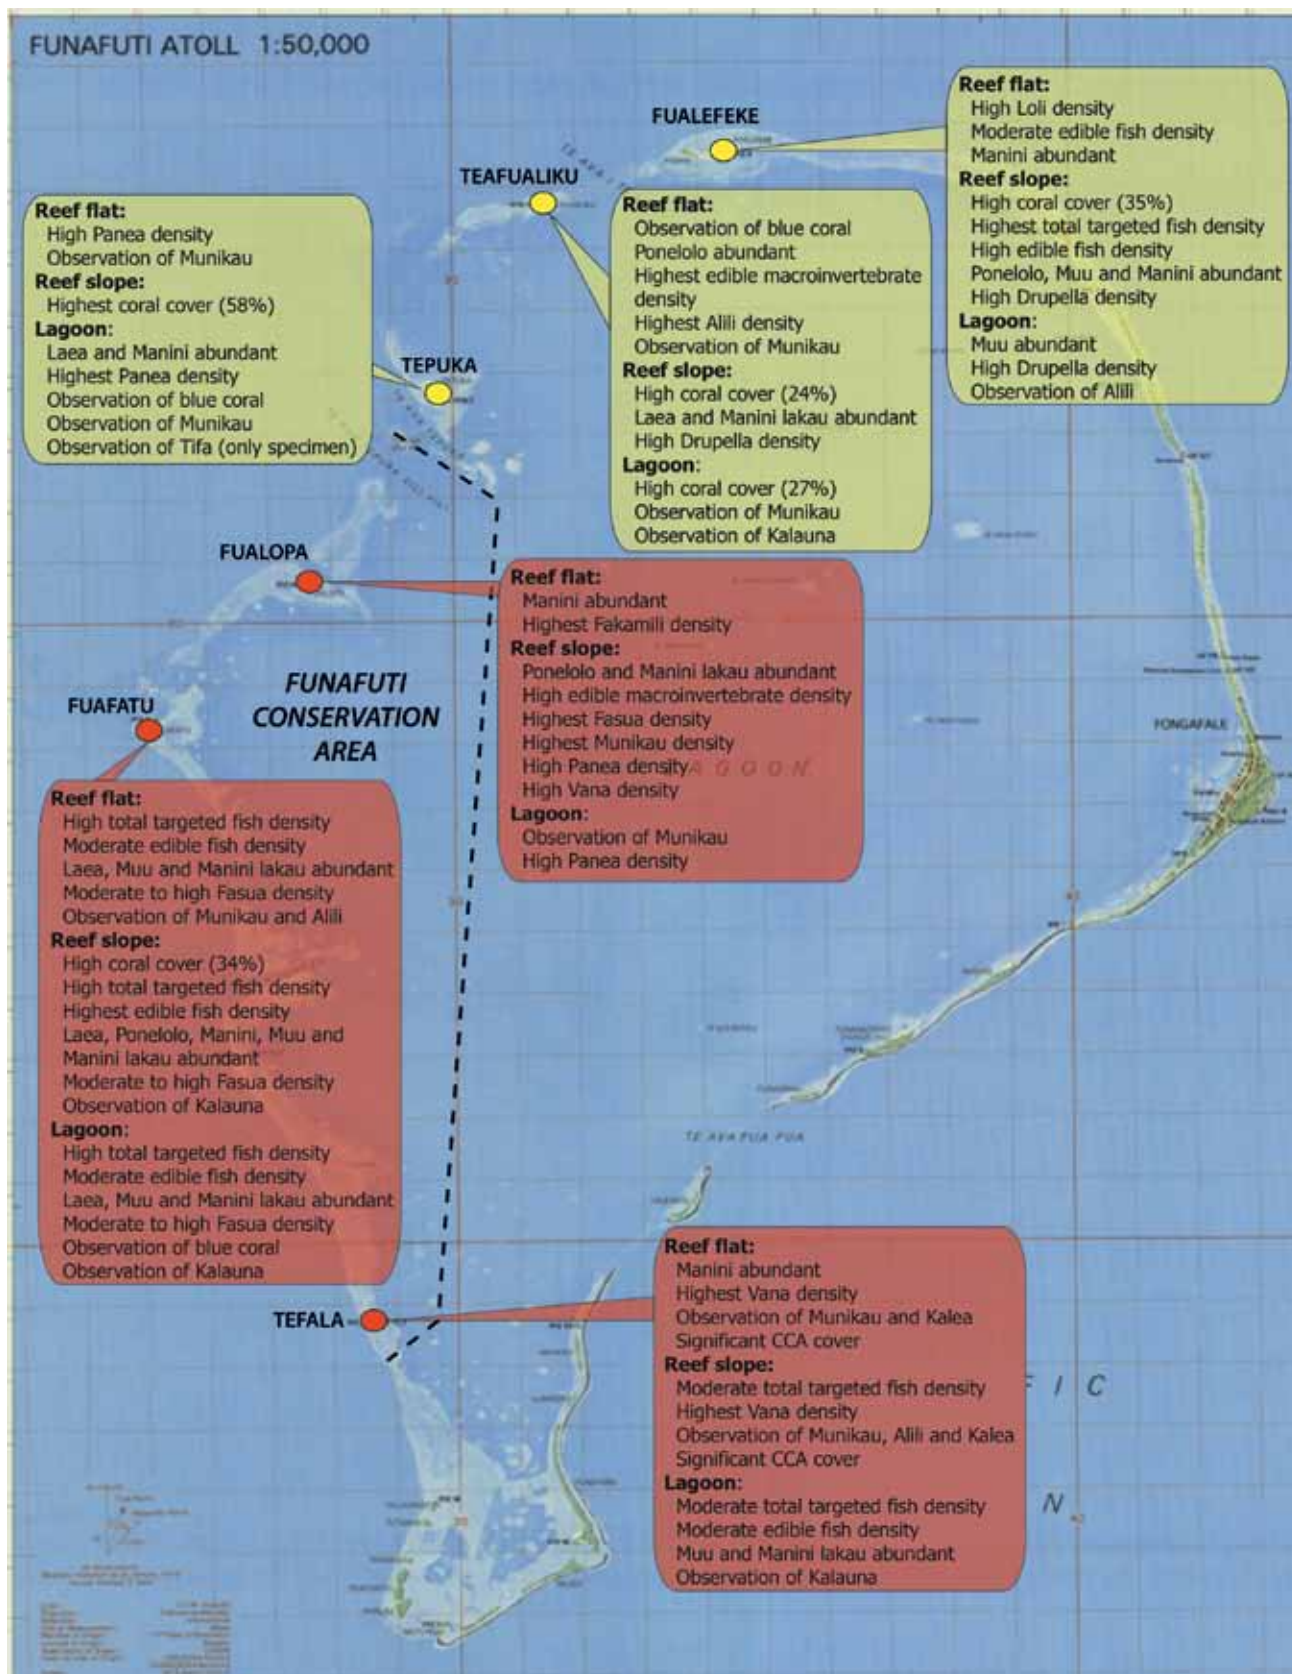 FUNAFUTI ATOLL 1:50,000
FUALEFEKE
Reef flat:
High Loli density
Moderate edible fish density
Manini abundant
Reef slope:
High coral cover (35%)
Highest total targeted fish density
High edible fish density
Ponelolo, Muu and Manini abundant
High Drupella density
Lagoon:
Muu abundant
High Drupella density
Observation of Alili
TEAFUALIKU
Reef flat:
Observation of blue coral
Ponelolo abundant
Highest edible macroinvertebrate
density
Highest Alili density
Observation of Munikau
Reef slope:
High coral cover (24%)
Laea and Manini lakau abundant
High Drupella density
Lagoon:
High coral cover (27%)
Observation of Munikau
Observation of Kalauna
Reef flat:
High Panea density
Observation of Munikau
Reef slope:
Highest coral cover (58%)
Lagoon:
Laea and Manini abundant
Highest Panea density
Observation of blue coral
Observation of Munikau
Observation of Tifa (only specimen)
TEPUKA
FUALOPA
Reef flat:
Manini abundant
Highest Fakamili density
Reef slope:
Ponelolo and Manini lakau abundant
High edible macroinvertebrate density
Highest Fasua density
Highest Munikau density
High Panea density
High Vana density
Lagoon:
Observation of Munikau
High Panea density
FUNAFUTI
CONSERVATION
AREA
FUAFATU
Reef flat:
High total targeted fish density
Moderate edible fish density
Laea, Muu and Manini lakau abundant
Moderate to high Fasua density
Observation of Munikau and Alili
Reef slope:
High coral cover (34%)
High total targeted fish density
Highest edible fish density
Laea, Ponelolo, Manini, Muu and
Manini lakau abundant
Moderate to high Fasua density
Observation of Kalauna
Lagoon:
High total targeted fish density
Moderate edible fish density
Laea, Muu and Manini lakau abundant
Moderate to high Fasua density
Observation of blue coral
Observation of Kalauna
FONGAFALE
TE AVA PUA PUA
TEFALA
Reef flat:
Manini abundant
Highest Vana density
Observation of Munikau and Kalea
Significant CCA cover
Reef slope:
Moderate total targeted fish density
Highest Vana density
Observation of Munikau, Alili and Kalea
Significant CCA cover
Lagoon:
Moderate total targeted fish density
Moderate edible fish density
Muu and Manini lakau abundant
Observation of Kalauna